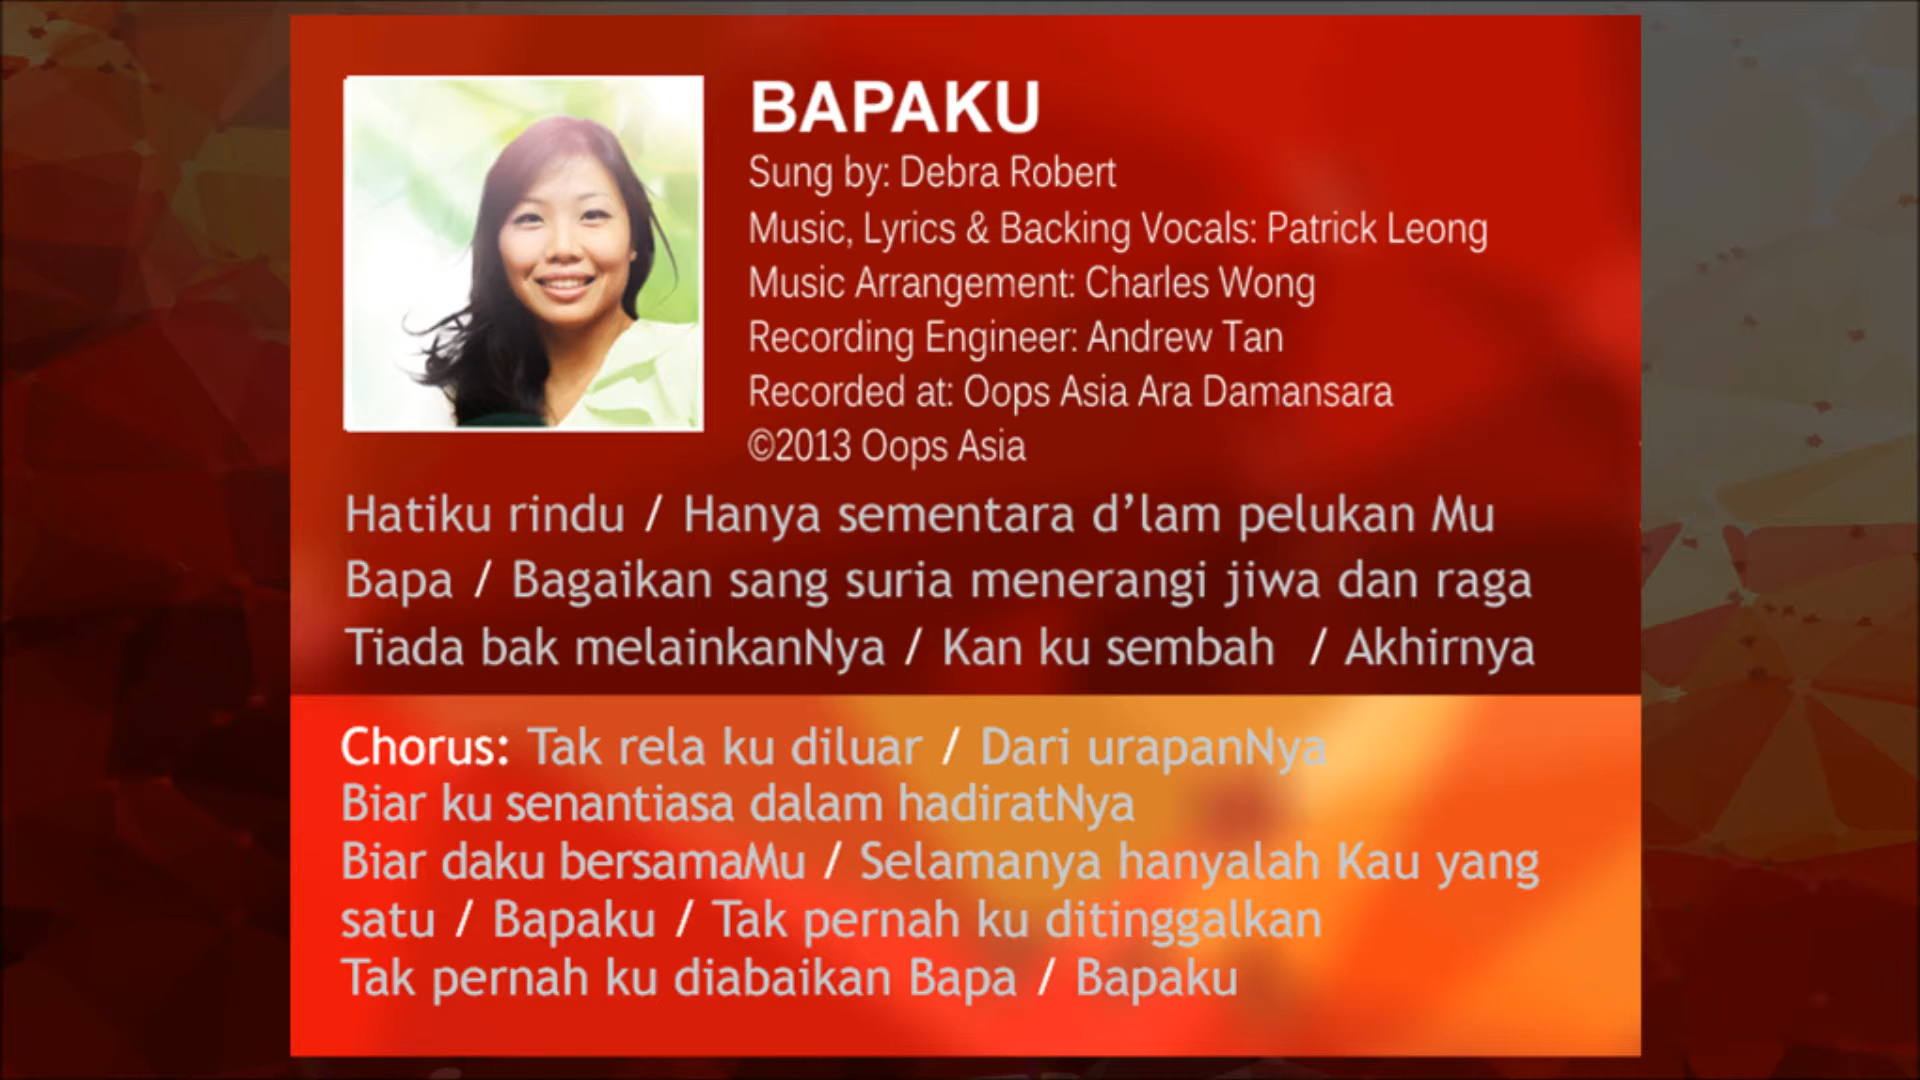 BAPAKU
Sung by: Debra Robert
Music, Lyrics & Backing Vocals: Patrick Leong
Music Arrangement: Charles Wong
Recording Engineer: Andrew Tan
Recorded at: Oops Asia Ara Damansara
©2013 Oops Asia
Hatiku rindu / Hanya sementara d’lam pelukan Mu
Bapa / Bagaikan sang suria menerangi jiwa dan raga
Tiada bak melainkanNya / Kan ku sembah / Akhirnya
Chorus: Tak rela ku diluar / Dari urapanNya
Biar ku senantiasa dalam hadiratNya
Biar daku bersamaMu / Selamanya hanyalah Kau yang
satu / Bapaku / Tak pernah ku ditinggalkan
Tak pernah ku diabaikan Bapa / Bapaku